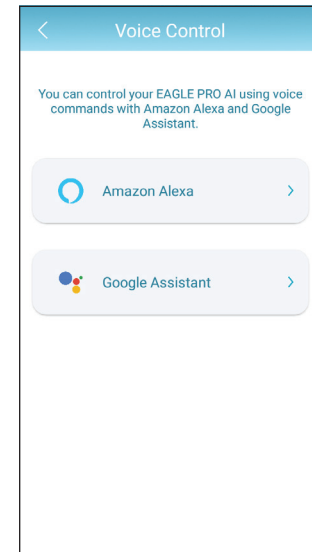 Voice Control
You can control your EAGLE PRO AI using voice
commands with Amazon Alexa and Google
Assistant.
Amazon Alexa
Google Assistant